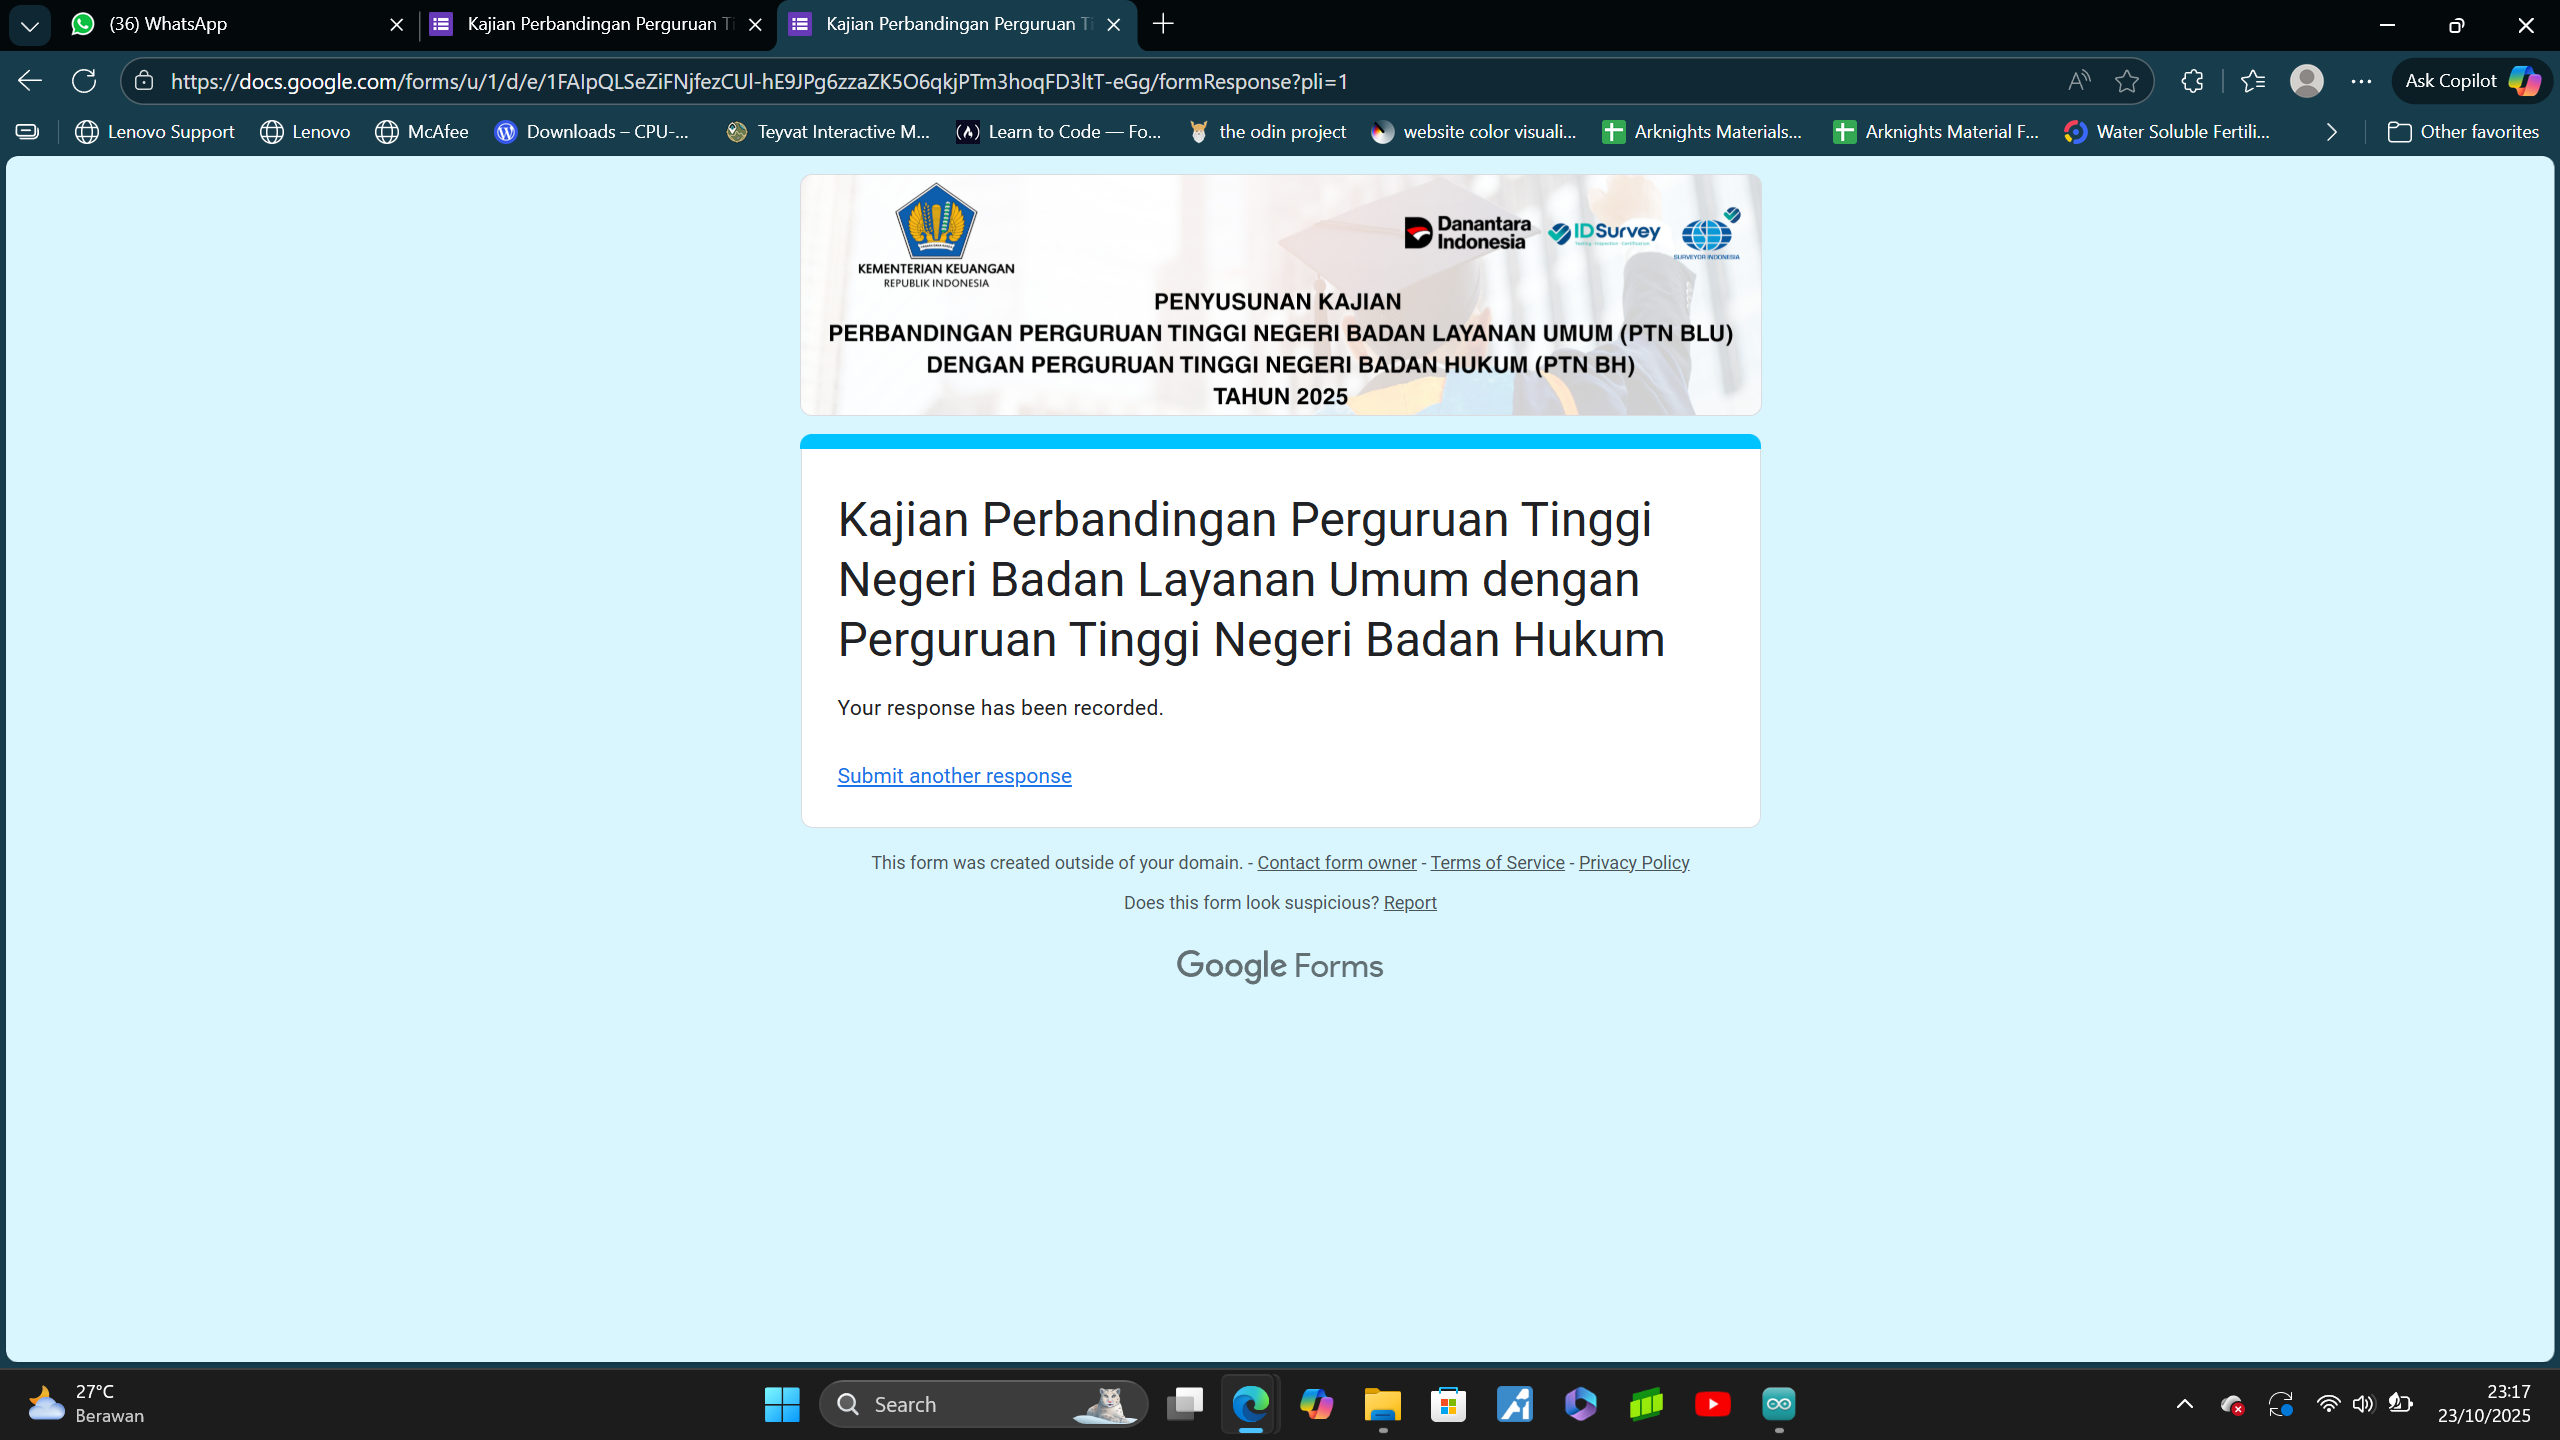 (36) WhatsApp
Kajian Perbandingan Perguruan Ti
Kajian Perbandingan Perguruan Ti
https://docs.google.com/forms/u/1/d/e/1FAIpQLSeZiFNjfezCUl-hE9JPg6zzaZK5O6qkjPTm3hoqFD3ltT-eGg/formResponse?pli=1
Ask Copilot
Lenovo Support
Lenovo
McAfee
Downloads – CPU-...
Teyvat Interactive M...
Learn to Code — Fo...
the odin project
website color visuali...
Arknights Materials...
Arknights Material F...
Water Soluble Fertili...
Other favorites
KEMENTERIAN KEUANGAN
REPUBLIK INDONESIA
Danantara
Indonesia
IDSurvey
Testing · Inspection · Certification
SURVEYOR INDONESIA
PENYUSUNAN KAJIAN
PERBANDINGAN PERGURUAN TINGGI NEGERI BADAN LAYANAN UMUM (PTN BLU)
DENGAN PERGURUAN TINGGI NEGERI BADAN HUKUM (PTN BH)
TAHUN 2025
Kajian Perbandingan Perguruan Tinggi
Negeri Badan Layanan Umum dengan
Perguruan Tinggi Negeri Badan Hukum
Your response has been recorded.
Submit another response
This form was created outside of your domain. - Contact form owner - Terms of Service - Privacy Policy
Does this form look suspicious? Report
Google Forms
27°C
Berawan
Search
23:17
23/10/2025